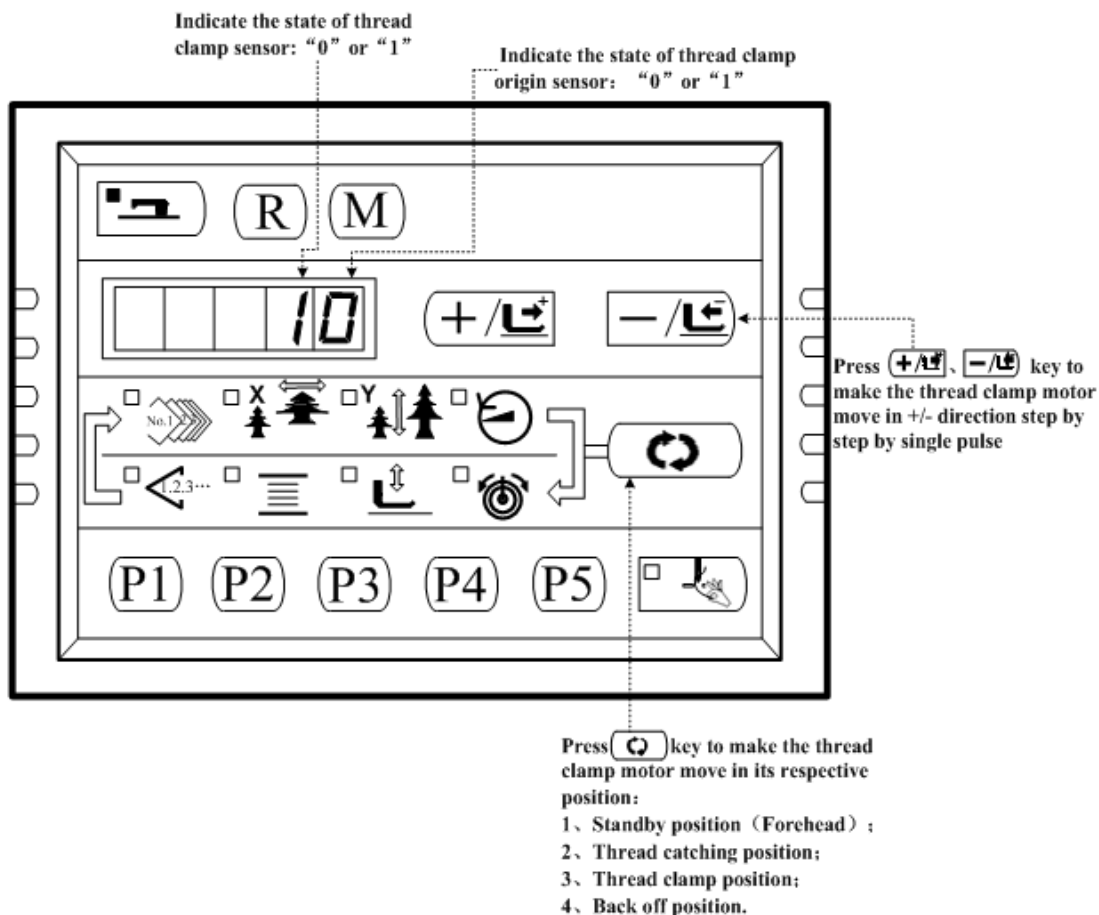 Indicate the state of thread
clamp sensor: “0” or “1”
Indicate the state of thread clamp
origin sensor: “0” or “1”
R M
10
+/ + −/ −
Press +/ 、 −/ key to
make the thread clamp motor
move in +/- direction step by
step by single pulse
No.1 2.3 X Y
1.2.3···
P1 P2 P3 P4 P5
Press key to make the thread
clamp motor move in its respective
position:
1、Standby position（Forehead）;
2、Thread catching position;
3、Thread clamp position;
4、Back off position.